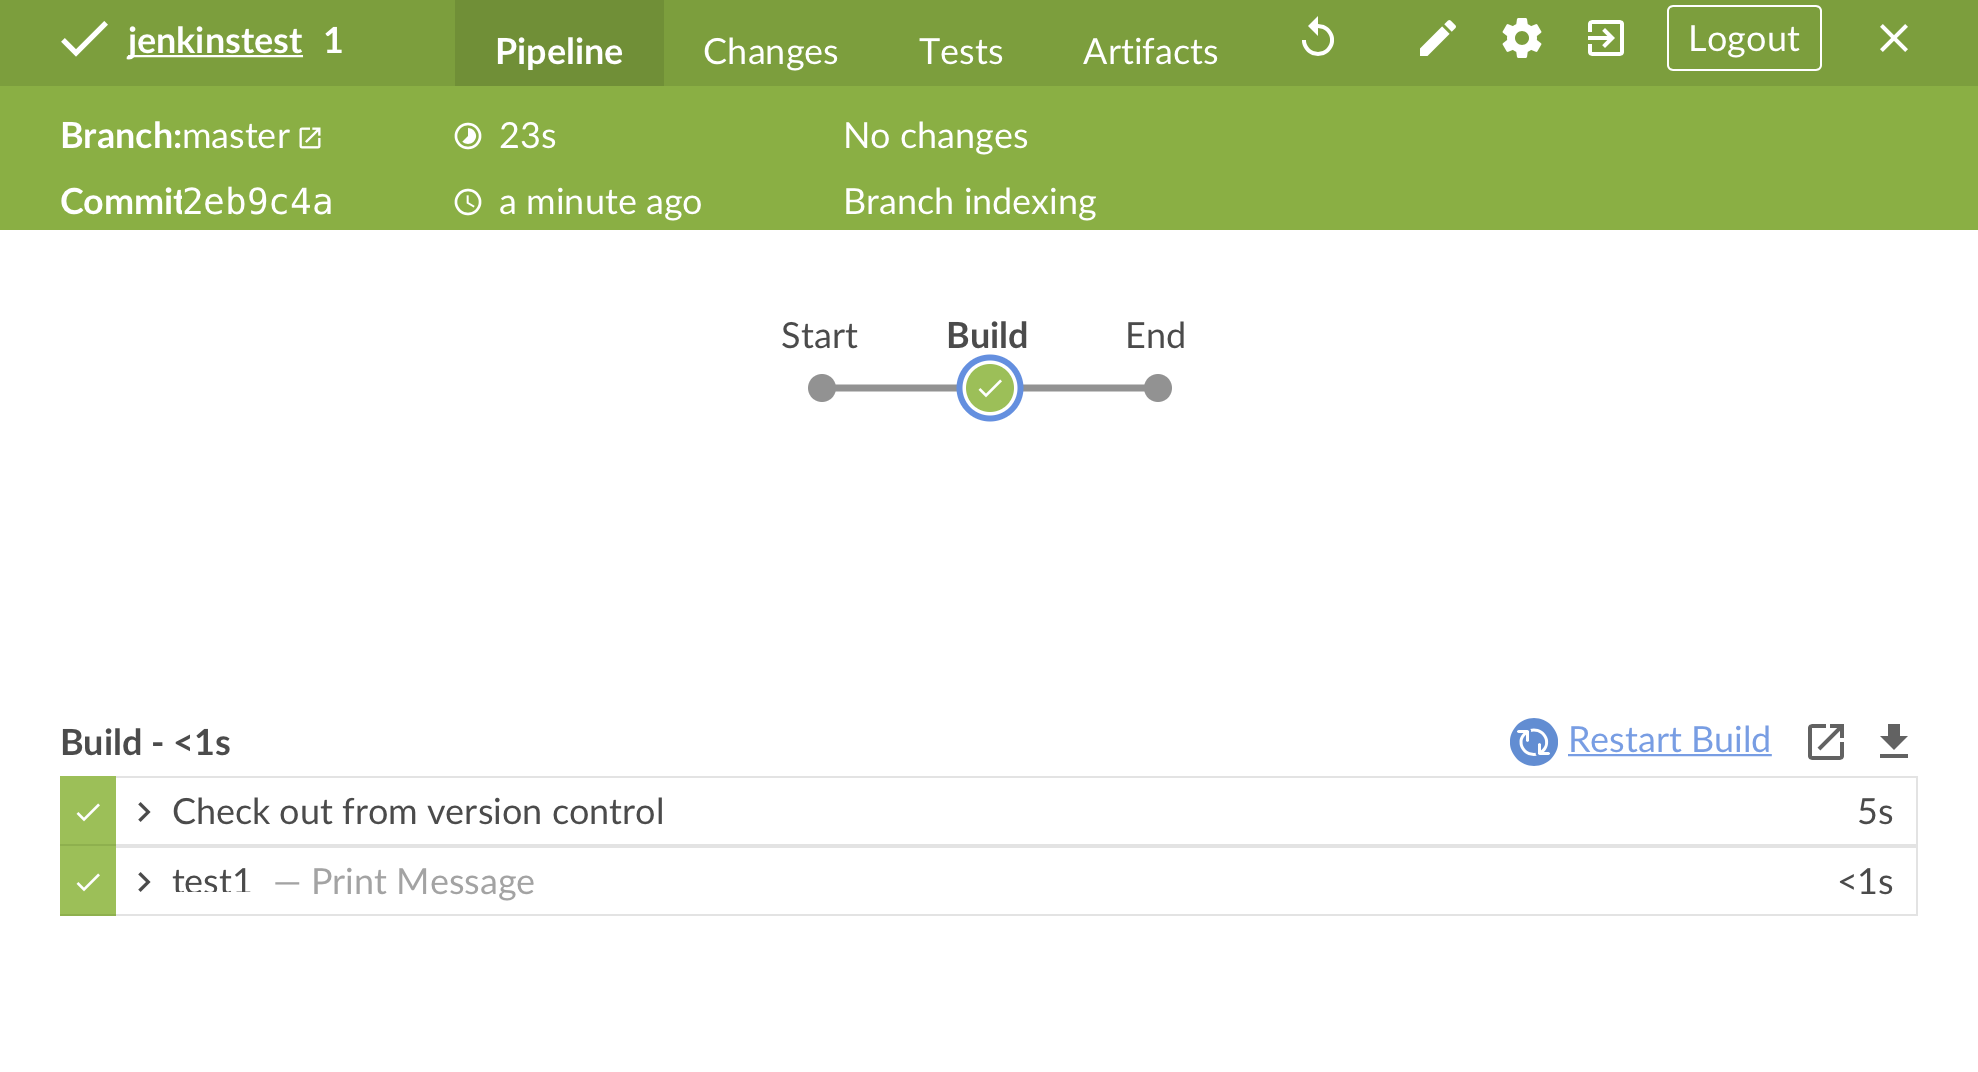 jenkinstest 1
Pipeline
Changes
Tests
Artifacts
Logout
Branch:master
23s
No changes
Commit2eb9c4a
a minute ago
Branch indexing
Start
Build
End
Build - <1s
Restart Build
Check out from version control
5s
test1 — Print Message
<1s